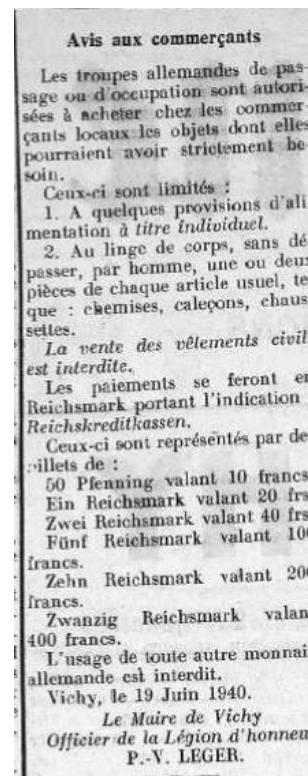 Avis aux commerçants
Les troupes allemandes de pas-
sage ou d'occupation sont autori-
sées à acheter chez les commer-
çants locaux les objets dont elles
pourraient avoir strictement be-
soin.
Ceux-ci sont limités :
1. A quelques provisions d'ali
mentation à titre individuel.
2. Au linge de corps, sans dé
passer, par homme, une ou deux
pièces de chaque article usuel, te
que : chemises, caleçons, chaus
settes.
La vente des vêtements civil
est interdite.
Les paiements se feront en
Reichsmark portant l'indication
Reichskreditkassen.
Ceux-ci sont représentés par de
billets de :
50 Pfenning valant 10 francs
Ein Reichsmark valant 20 frs
Zwei Reichsmark valant 40 frs
Fünf Reichsmark valant 100
francs.
Zehn Reichsmark valant 200
francs.
Zwanzig Reichsmark valan
400 francs.
L'usage de toute autre monnai
allemande est interdit.
Vichy, le 19 Juin 1940.
Le Maire de Vichy
Officier de la Légion d'honneu
P.-V. LEGER.